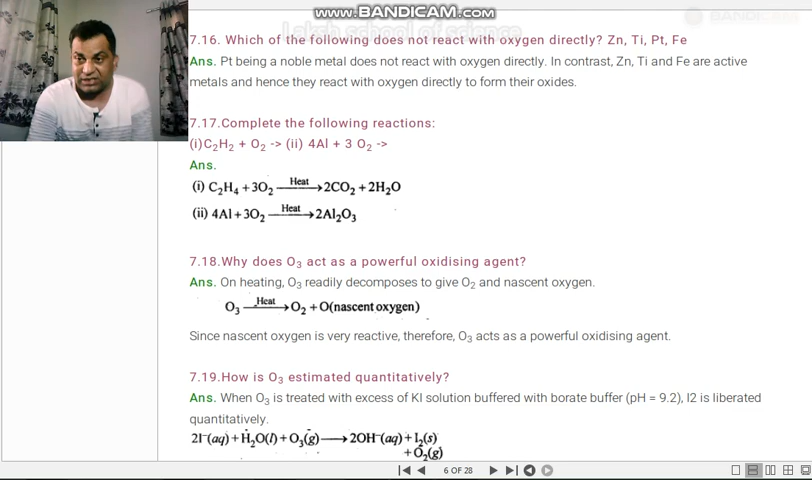 www.BANDICAM.com
Laksh school of science
BANDICAM
7.16. Which of the following does not react with oxygen directly? Zn, Ti, Pt, Fe
Ans. Pt being a noble metal does not react with oxygen directly. In contrast, Zn, Ti and Fe are active
metals and hence they react with oxygen directly to form their oxides.
7.17.Complete the following reactions:
(i)C₂H₂ + O₂ -> (ii) 4Al + 3 O₂ ->
Ans.
(i) C₂H₄ + 3O₂ —Heat→ 2CO₂ + 2H₂O
(ii) 4Al + 3O₂ —Heat→ 2Al₂O₃
7.18.Why does O₃ act as a powerful oxidising agent?
Ans. On heating, O₃ readily decomposes to give O₂ and nascent oxygen.
O₃ —Heat→ O₂ + O(nascent oxygen)
Since nascent oxygen is very reactive, therefore, O₃ acts as a powerful oxidising agent.
7.19.How is O₃ estimated quantitatively?
Ans. When O₃ is treated with excess of KI solution buffered with borate buffer (pH = 9.2), I2 is liberated
quantitatively.
2I⁻(aq) + H₂O(l) + O₃(g) → 2OH⁻(aq) + I₂(s)
+ O₂(g)
6 OF 28